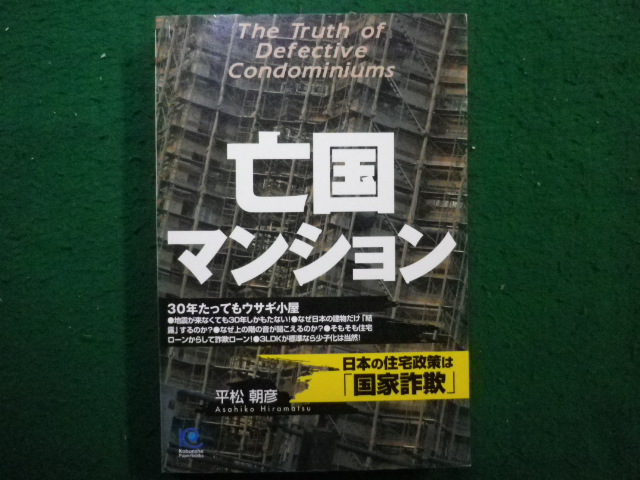 The Truth of
Defective
Condominiums
亡国
マンション
30年たってもウサギ小屋
●地震が来なくても30年しかもたない!●なぜ日本の建物だけ「結
露」するのか?●なぜ上の階の音が聞こえるのか?●そもそも住宅
ローンからして詐欺ローン!●3LDKが標準なら少子化は当然!
日本の住宅政策は
「国家詐欺」
平松 朝彦
Asahiko Hiramatsu
Kobunsha
Paperbacks